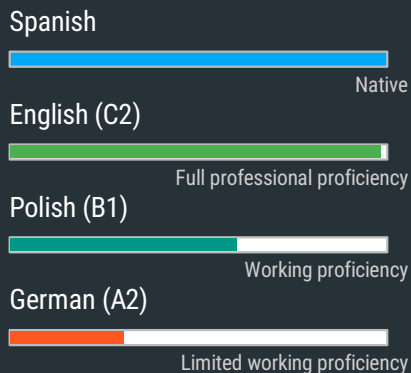 Spanish
Native
English (C2)
Full professional proficiency
Polish (B1)
Working proficiency
German (A2)
Limited working proficiency